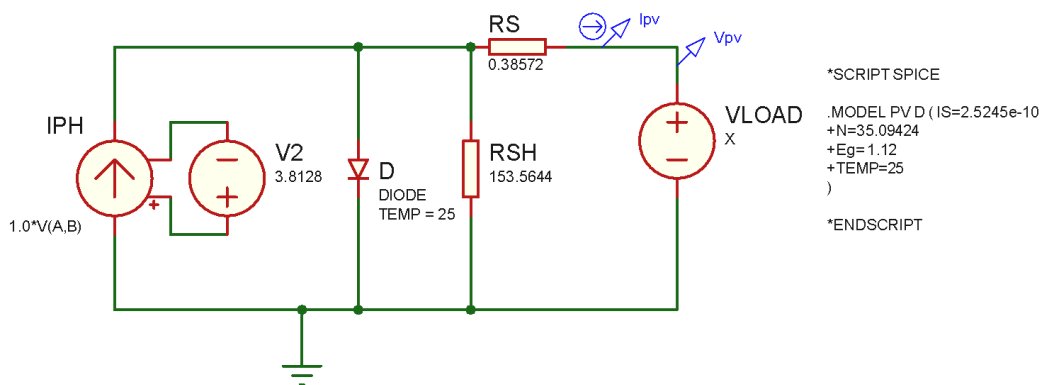 RS
0.38572
Ipv
Vpv
IPH
1.0*V(A,B)
V2
3.8128
D
DIODE
TEMP = 25
RSH
153.5644
VLOAD
X
*SCRIPT SPICE
.MODEL PV D ( IS=2.5245e-10
+N=35.09424
+Eg=1.12
+TEMP=25
)
*ENDSCRIPT